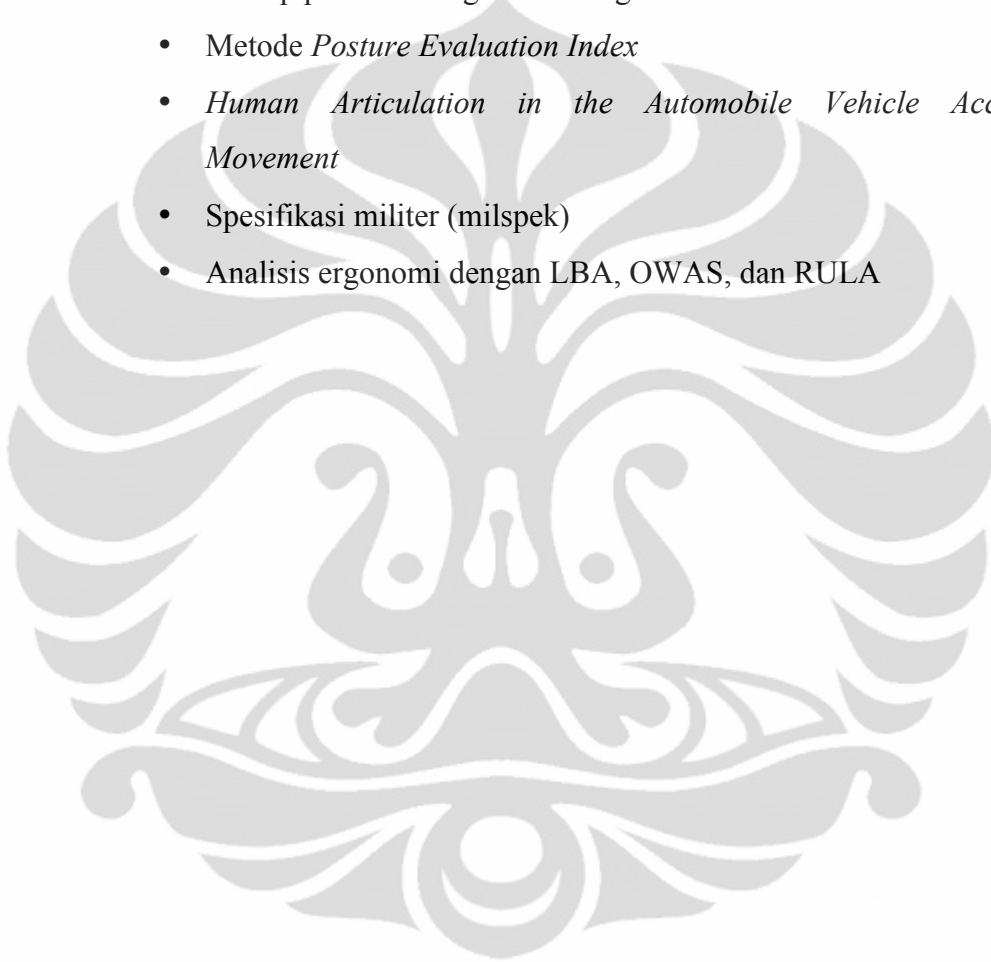 • Metode Posture Evaluation Index
• Human Articulation in the Automobile Vehicle
Movement
• Spesifikasi militer (milspek)
• Analisis ergonomi dengan LBA, OWAS, dan RULA